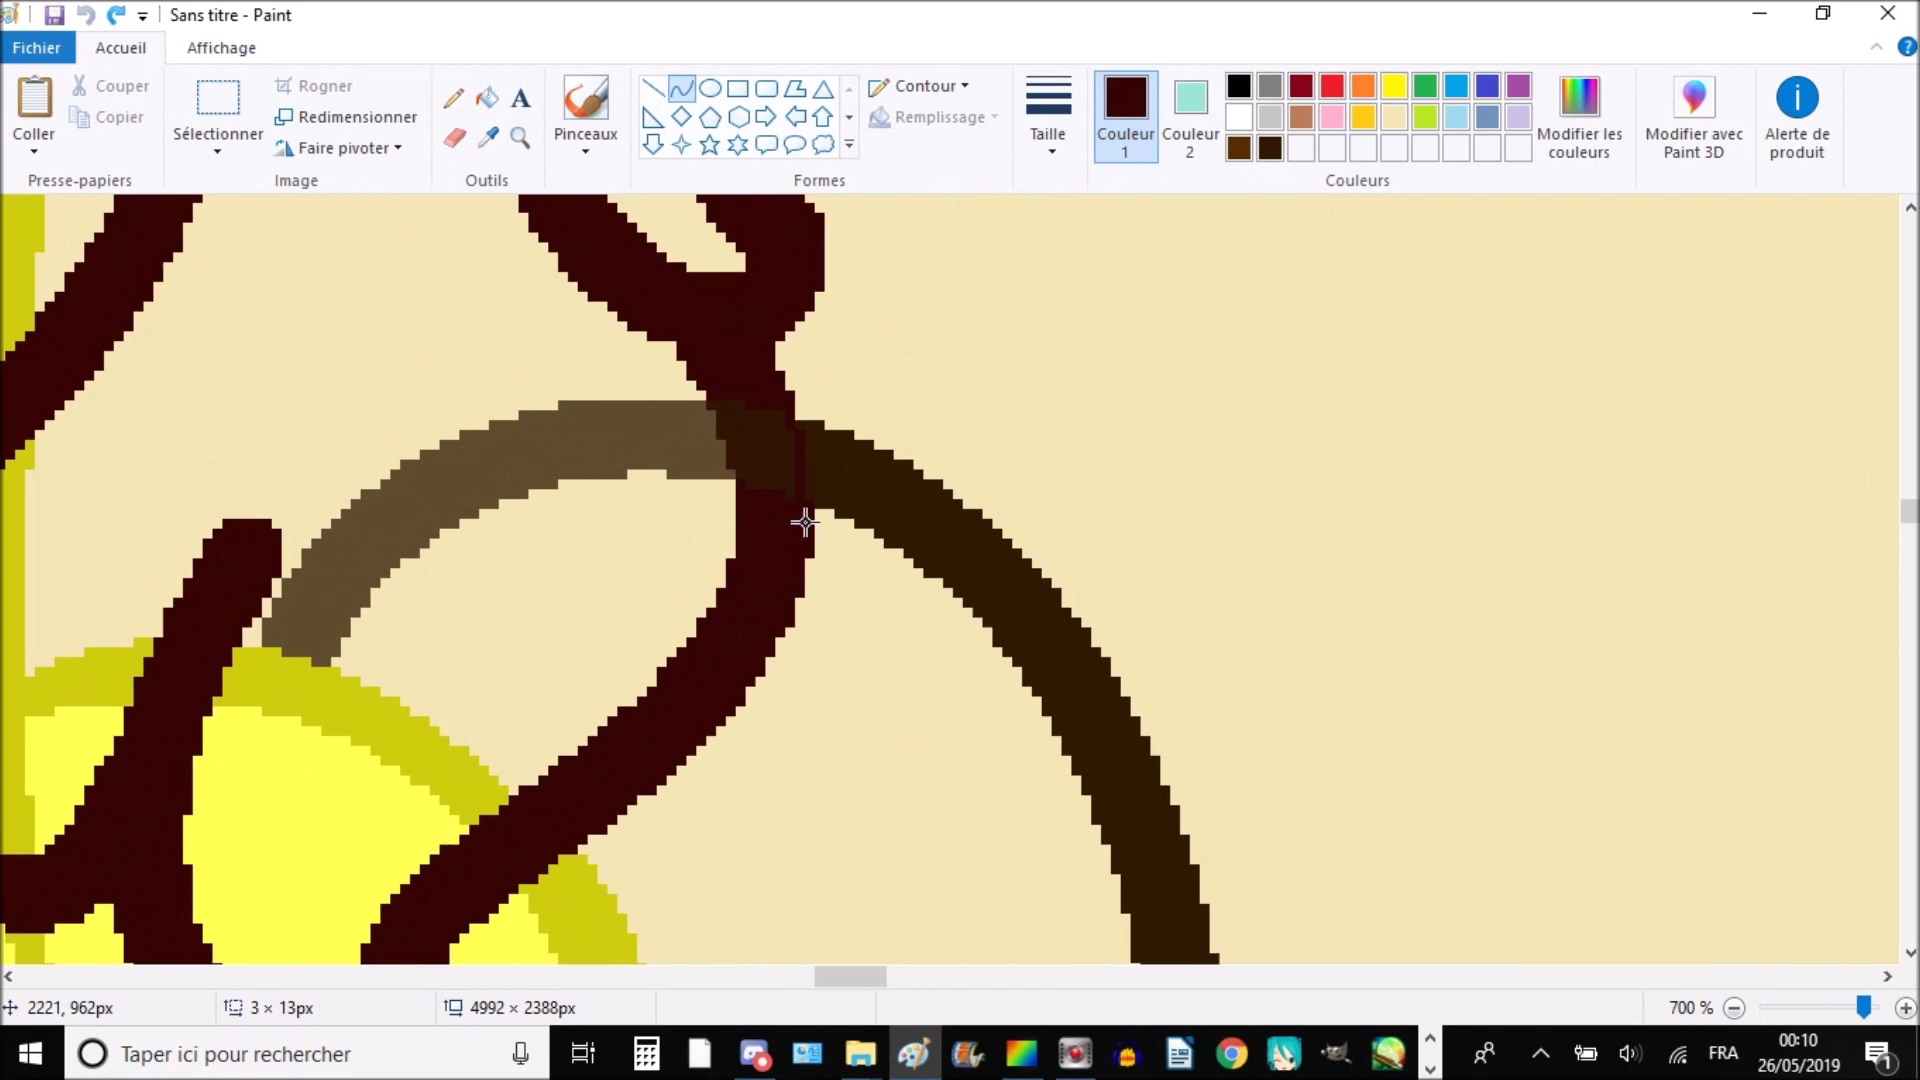 Sans titre - Paint
Fichier Accueil Affichage
Coller
Couper
Copier
Presse-papiers
Sélectionner
Rogner
Redimensionner
Faire pivoter
Image
A
Outils
Pinceaux
Contour
Remplissage
Formes
Taille
Couleur
1
Couleur
2
Modifier les
couleurs
Couleurs
Modifier avec
Paint 3D
Alerte de
produit
2221, 962px
3 × 13px
4992 × 2388px
700 %
Taper ici pour rechercher
FRA
00:10
26/05/2019
1